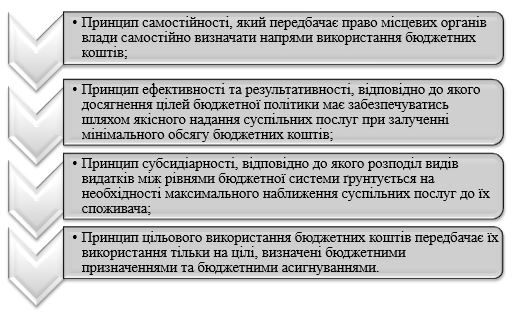 • Принцип самостійності, який передбачає право місцевих органів
влади самостійно визначати напрями використання бюджетних
коштів;
• Принцип ефективності та результативності, відповідно до якого
досягнення цілей бюджетної політики має забезпечуватись
шляхом якісного надання суспільних послуг при залученні
мінімального обсягу бюджетних коштів;
• Принцип субсидіарності, відповідно до якого розподіл видів
видатків між рівнями бюджетної системи ґрунтується на
необхідності максимального наближення суспільних послуг до їх
споживача;
• Принцип цільового використання бюджетних коштів передбачає їх
використання тільки на цілі, визначені бюджетними
призначеннями та бюджетними асигнуваннями.